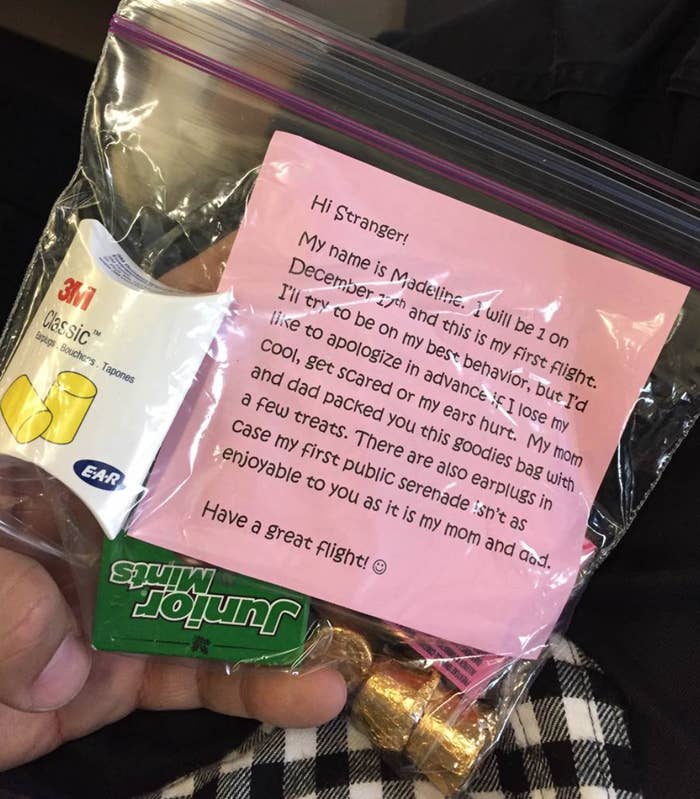 Hi Stranger!
My name is Madeline. I will be 1 on
December and this is my first flight.
I'll try to be on my best behavior, but I'd
like to apologize in advance if I lose my
cool, get scared or my ears hurt. My mom
and dad packed you this goodies bag with
a few treats. There are also earplugs in
case my first public serenade isn't as
enjoyable to you as it is my mom and dad.
Have a great flight! ☺
3M
Classic™
Earplugs . Bouchons . Tapones
E·A·R
Junior
Mints